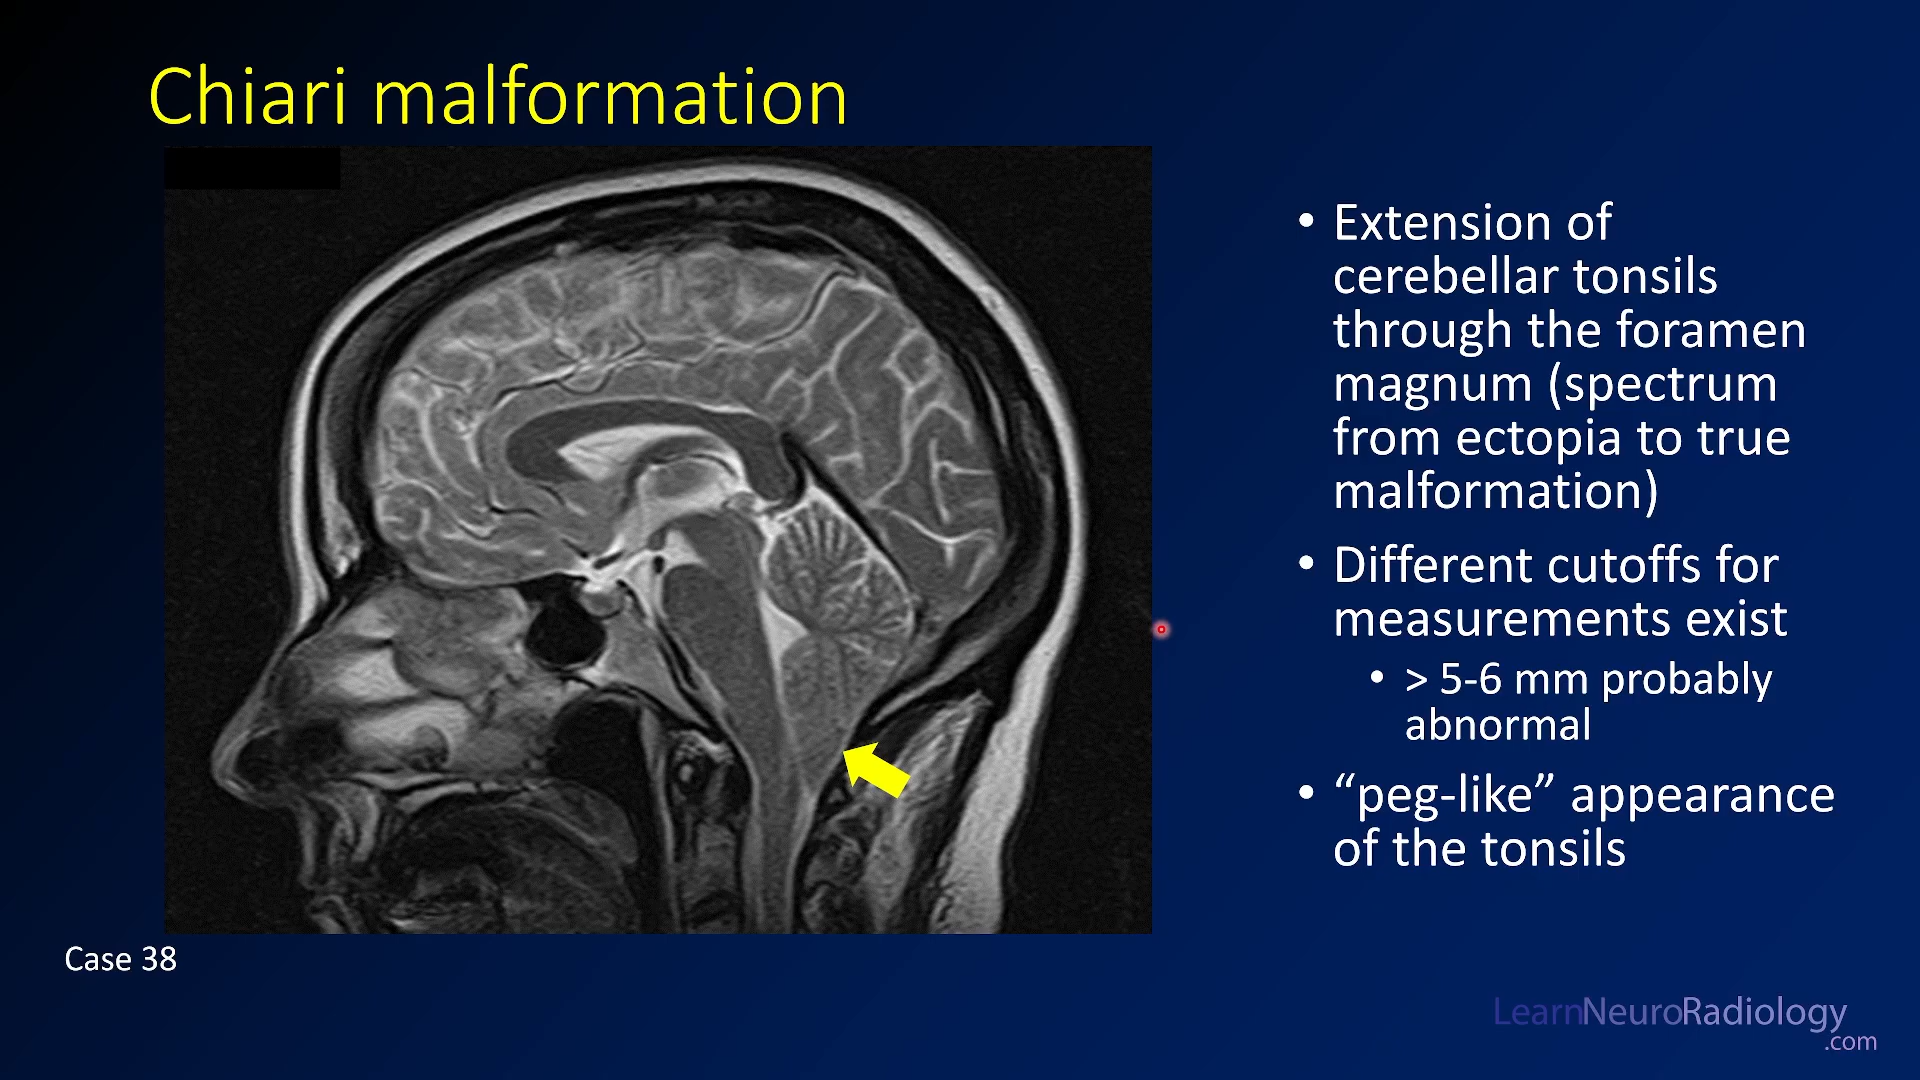 Chiari malformation
• Extension of
cerebellar tonsils
through the foramen
magnum (spectrum
from ectopia to true
malformation)
• Different cutoffs for
measurements exist
• > 5-6 mm probably
abnormal
• “peg-like” appearance
of the tonsils
Case 38
LearnNeuroRadiology
.com